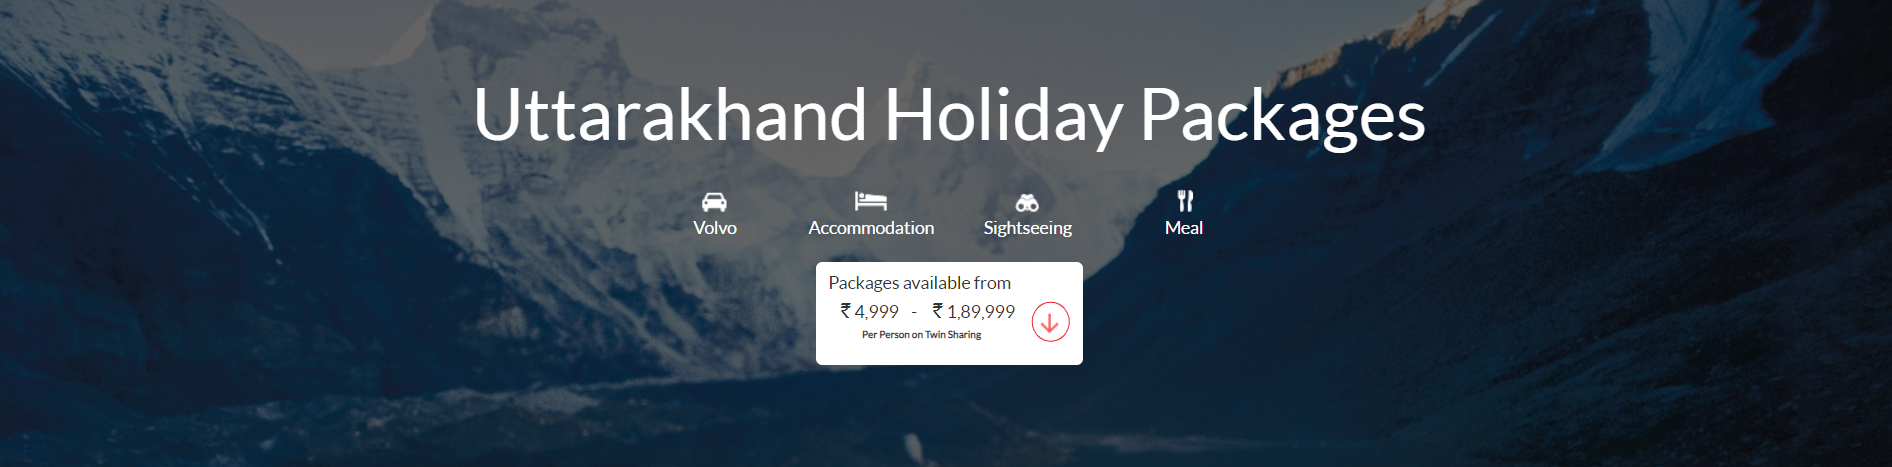 Uttarakhand Holiday Packages
Volvo Accommodation Sightseeing Meal
Packages available from
₹ 4,999 - ₹ 1,89,999
Per Person on Twin Sharing